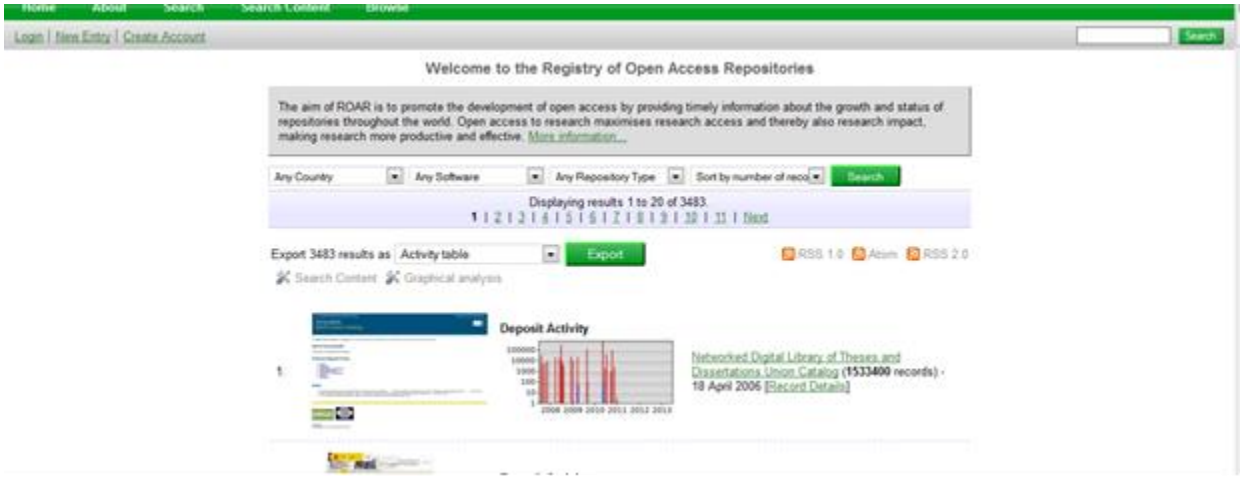 Home About Search Search Content Browse
Login | New Entry | Create Account
Search
Welcome to the Registry of Open Access Repositories
The aim of ROAR is to promote the development of open access by providing timely information about the growth and status of
repositories throughout the world. Open access to research maximises research access and thereby also research impact,
making research more productive and effective. More information...
Any Country Any Software Any Repository Type Sort by number of reco Search
Displaying results 1 to 20 of 3483.
1 | 2 | 3 | 4 | 5 | 6 | 7 | 8 | 9 | 10 | 11 | Next
Export 3483 results as Activity table Export RSS 1.0 Atom RSS 2.0
Search Content Graphical analysis
Deposit Activity
100000
10000
1000
100
10
1
2008 2009 2010 2011 2012 2013
1.
Networked Digital Library of Theses and
Dissertations Union Catalog (1533400 records) -
18 April 2006 [Record Details]